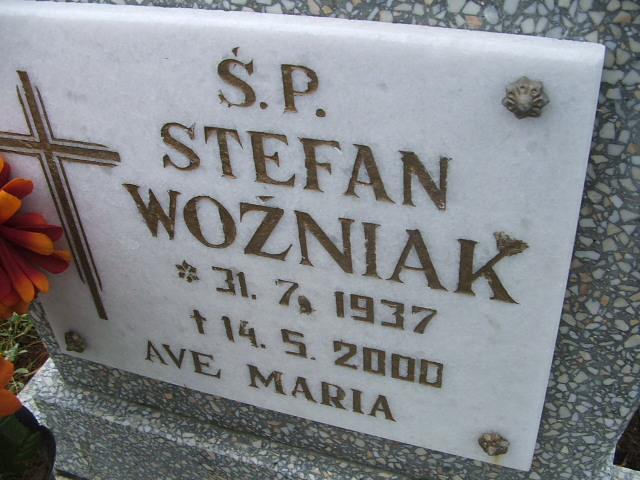 Ś.P.
STEFAN
WOŹNIAK
* 31. 7. 1937
† 14. 5. 2000
AVE MARIA